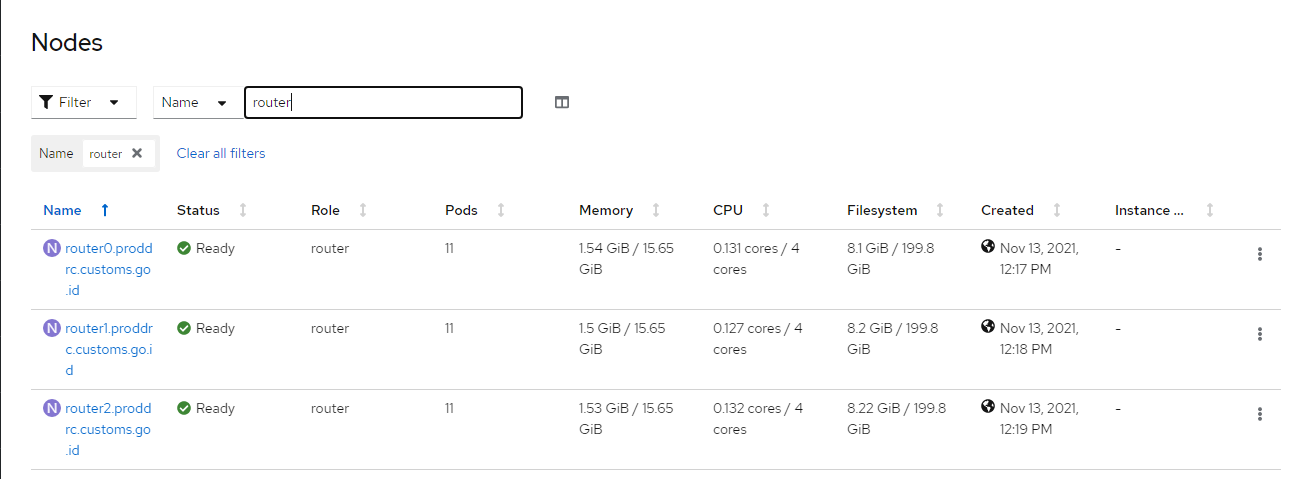 Nodes
Filter Name router
Name router Clear all filters
Name Status Role Pods Memory CPU Filesystem Created Instance ...
N router0.prodd Ready router 11 1.54 GiB / 15.65 0.131 cores / 4 8.1 GiB / 199.8 Nov 13, 2021, -
rc.customs.go GiB cores GiB 12:17 PM
.id
N router1.proddr Ready router 11 1.5 GiB / 15.65 0.127 cores / 4 8.2 GiB / 199.8 Nov 13, 2021, -
c.customs.go.i GiB cores GiB 12:18 PM
d
N router2.prodd Ready router 11 1.53 GiB / 15.65 0.132 cores / 4 8.22 GiB / 199.8 Nov 13, 2021, -
rc.customs.go GiB cores GiB 12:19 PM
.id